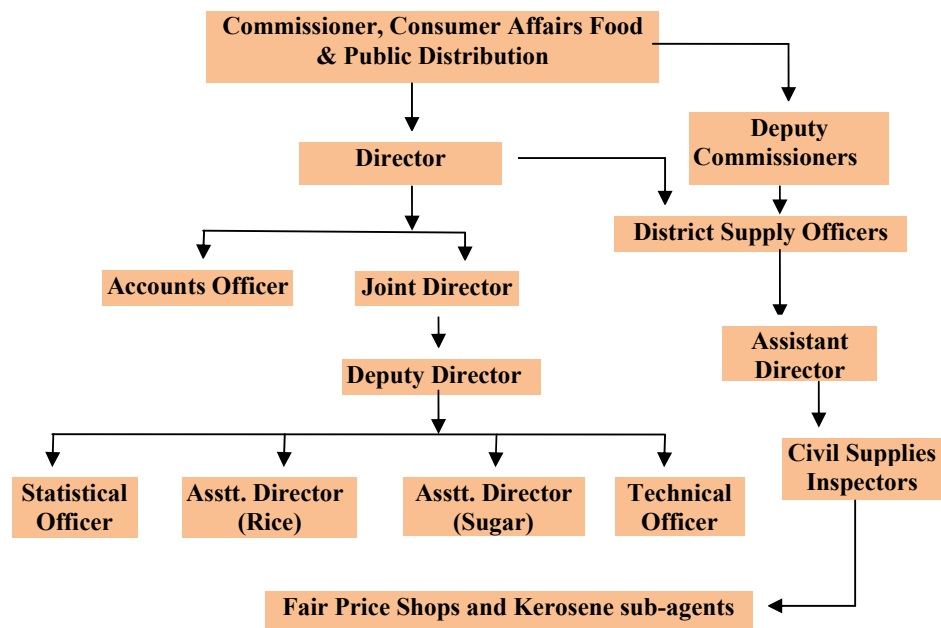 Commissioner, Consumer Affairs Food
& Public Distribution
Deputy
Commissioners
Director
District Supply Officers
Accounts Officer
Joint Director
Assistant
Director
Deputy Director
Civil Supplies
Inspectors
Statistical
Officer
Asstt. Director
(Rice)
Asstt. Director
(Sugar)
Technical
Officer
Fair Price Shops and Kerosene sub-agents